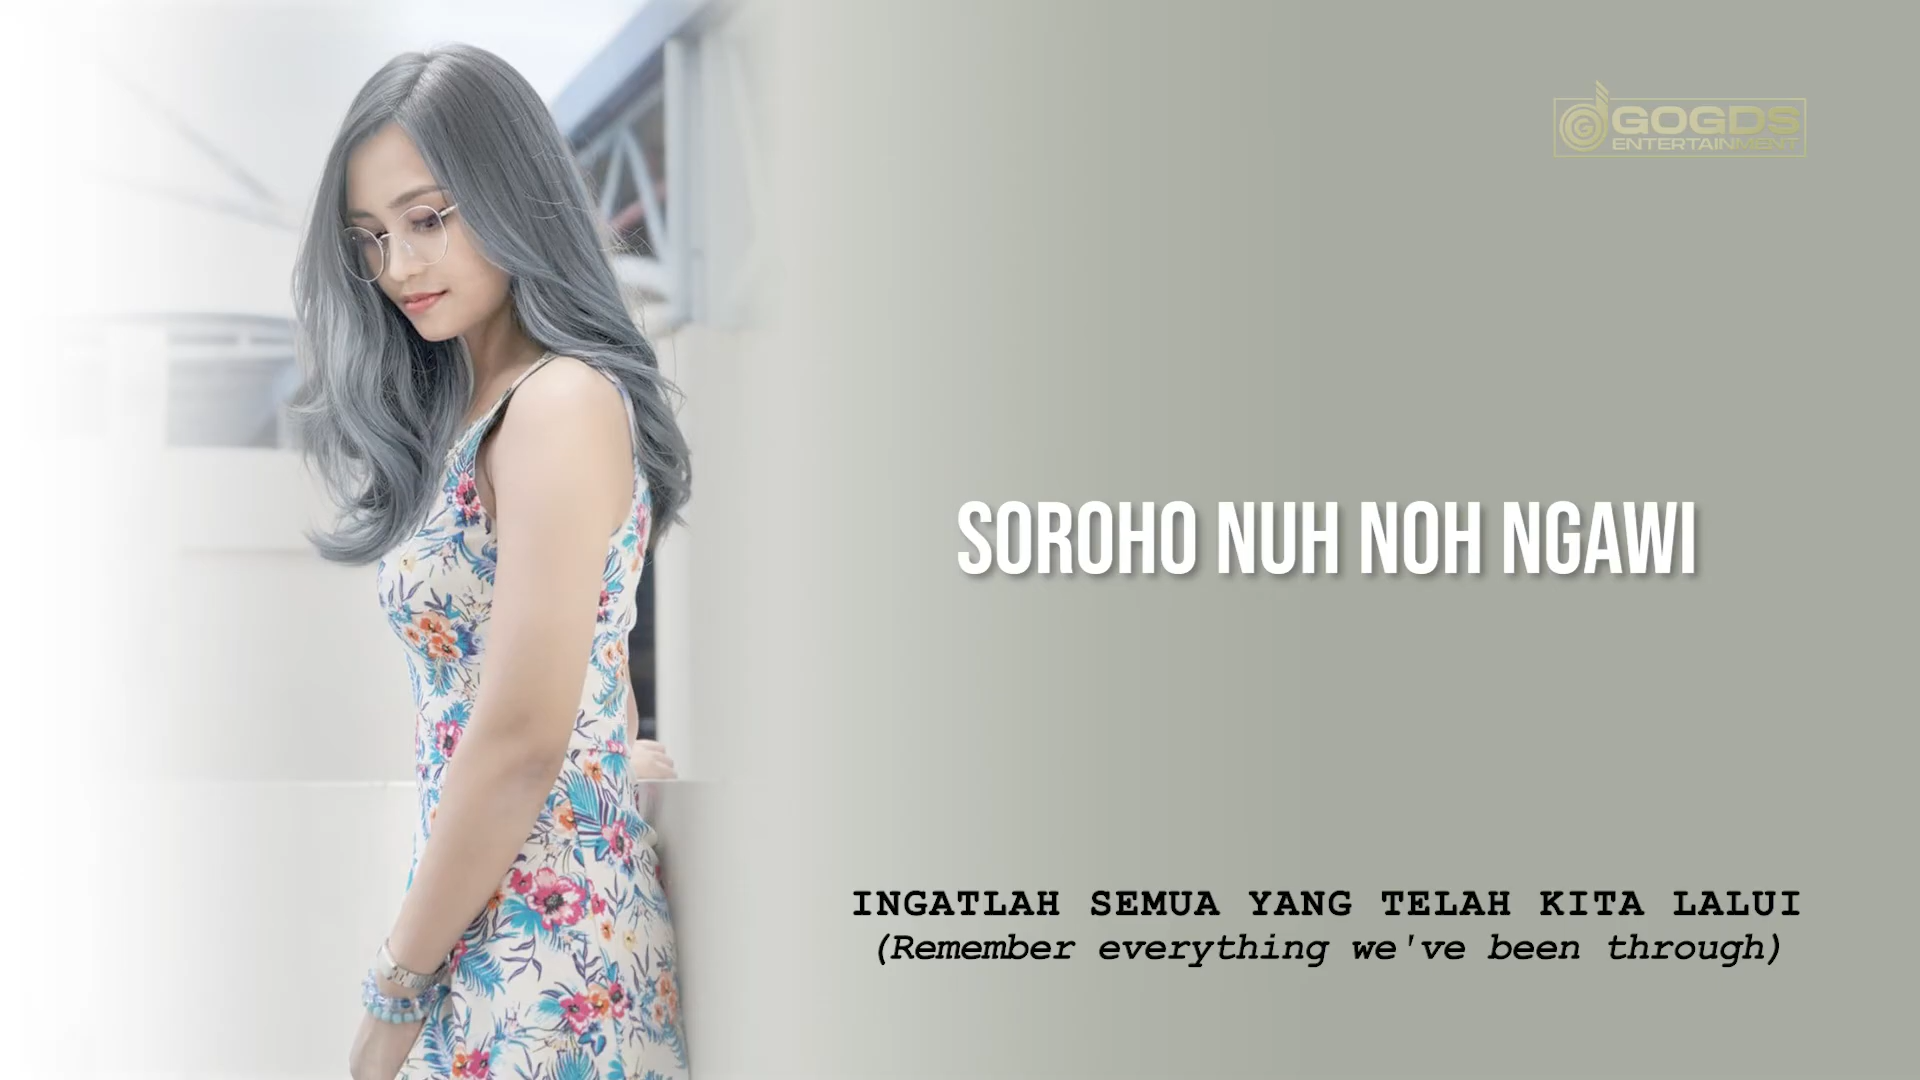 GOGDS
ENTERTAINMENT
SOROHO NUH NOH NGAWI
INGATLAH SEMUA YANG TELAH KITA LALUI
(Remember everything we've been through)